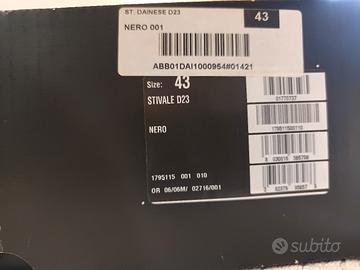 ST. DAINESE D23
43
NERO 001
ABB01DAI1000954#01421
Size: 43
STIVALE D23
NERO
01770737
1795115 001 010
OR 06/06M/ 02716/001
subito